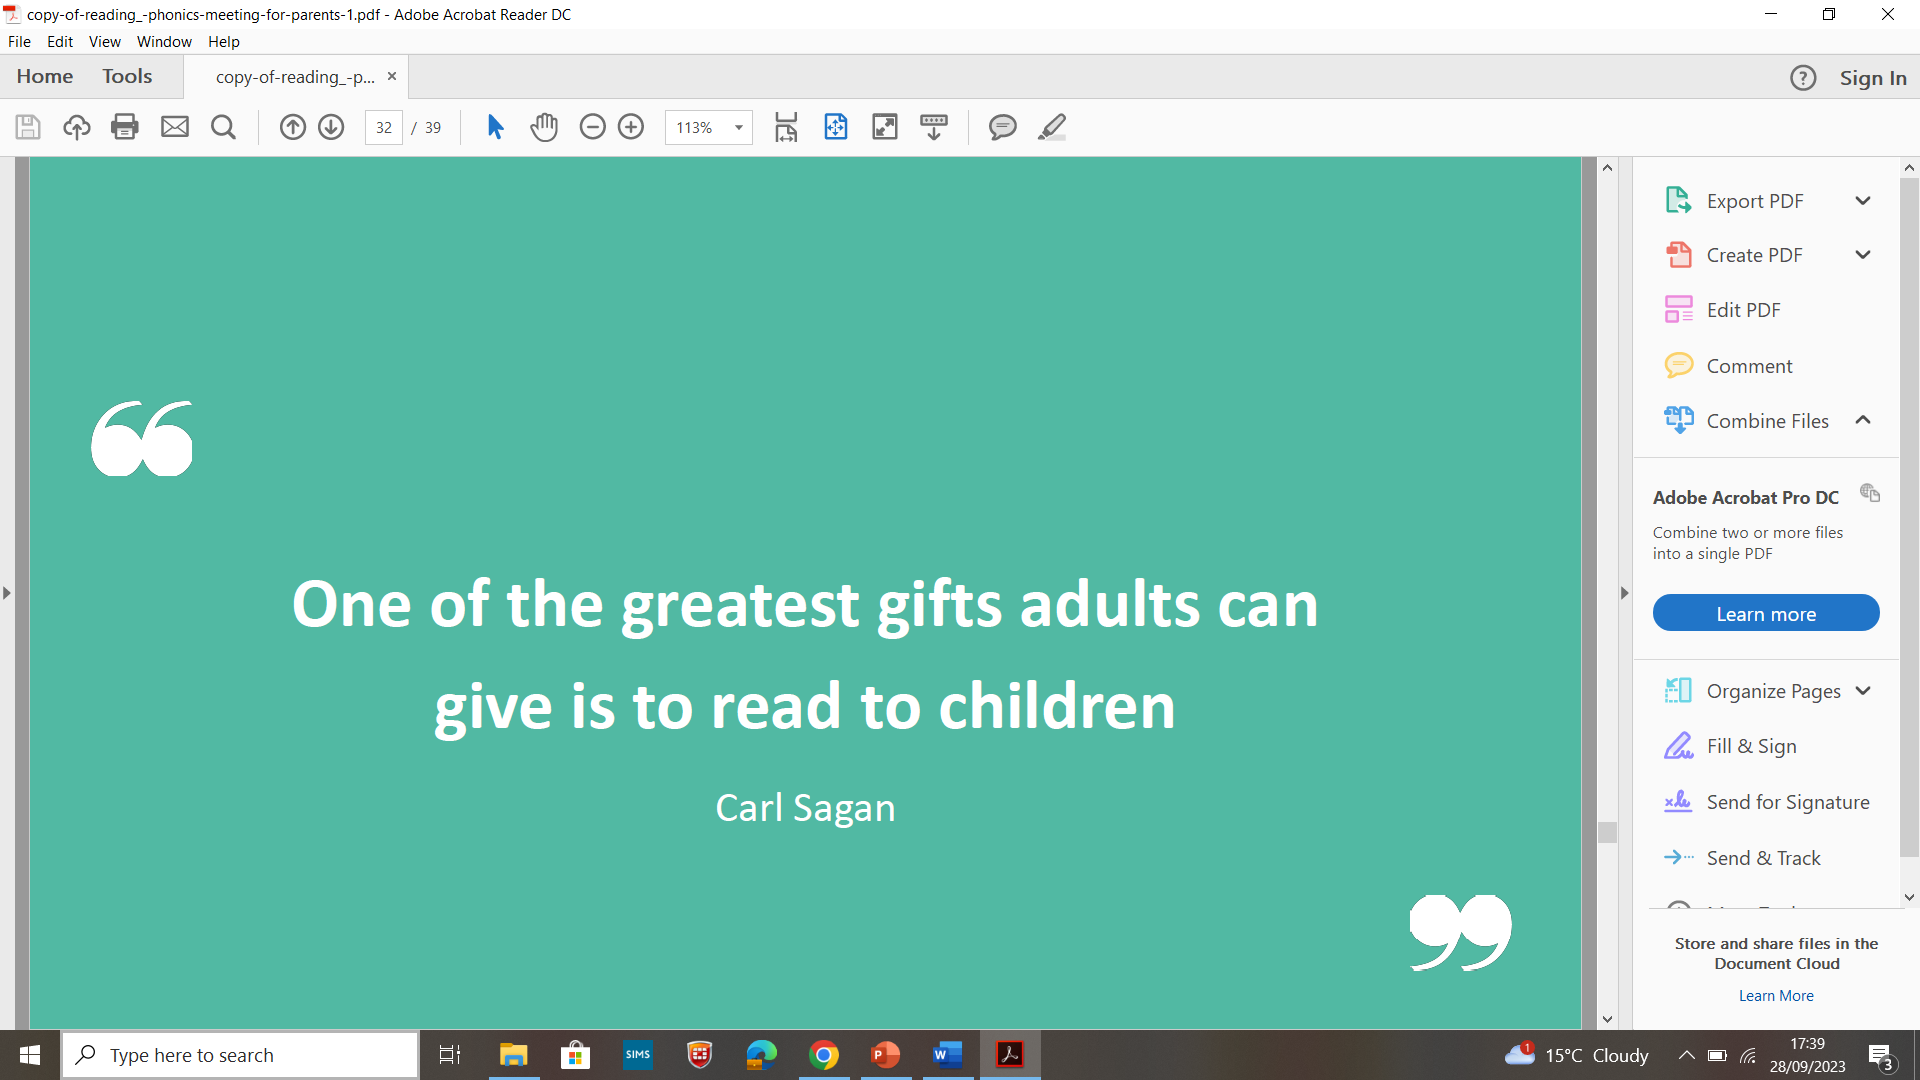 copy-of-reading_-phonics-meeting-for-parents-1.pdf - Adobe Acrobat Reader DC
File Edit View Window Help
Home Tools copy-of-reading_-p... × ? Sign In
32 / 39 113%
“
One of the greatest gifts adults can
give is to read to children
Carl Sagan
”
Export PDF
Create PDF
Edit PDF
Comment
Combine Files
Adobe Acrobat Pro DC
Combine two or more files
into a single PDF
Learn more
Organize Pages
Fill & Sign
Send for Signature
Send & Track
Store and share files in the
Document Cloud
Learn More
Type here to search
SIMS
P
W
1
15°C Cloudy
17:39
28/09/2023
3